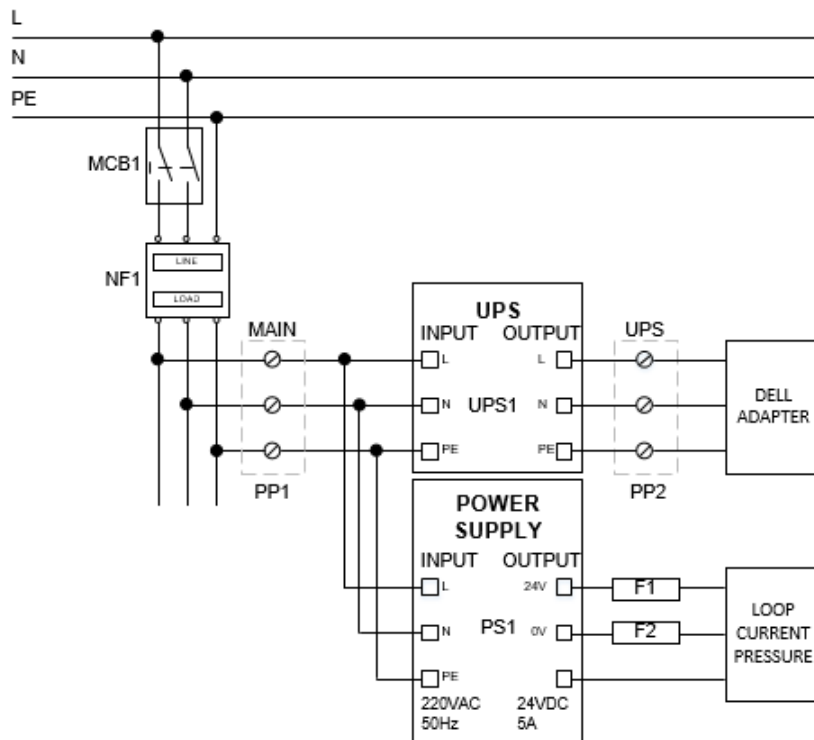 L
N
PE
MCB1
NF1
LINE
LOAD
MAIN
PP1
UPS
INPUT OUTPUT
L L
N UPS1 N
PE PE
UPS
PP2
DELL
ADAPTER
POWER
SUPPLY
INPUT OUTPUT
L 24V
N PS1 0V
PE
220VAC 24VDC
50Hz 5A
F1
F2
LOOP
CURRENT
PRESSURE